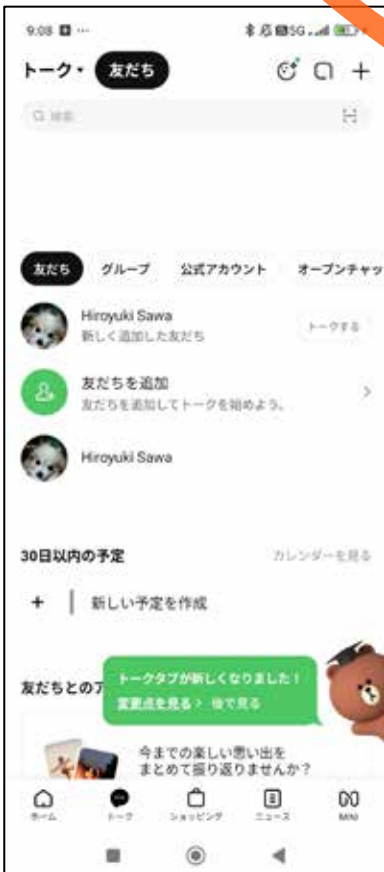 9:08
5G
トーク・ 友だち
検索
友だち グループ 公式アカウント オープンチャッ
Hiroyuki Sawa
新しく追加した友だち
トークする
友だちを追加
友だちを追加してトークを始めよう。
Hiroyuki Sawa
30日以内の予定 カレンダーを見る
+ 新しい予定を作成
友だちとのア
トークタブが新しくなりました!
変更点を見る > 後で見る
今までの楽しい思い出を
まとめて振り返りませんか?
ホーム トーク ショッピング ニュース MINI